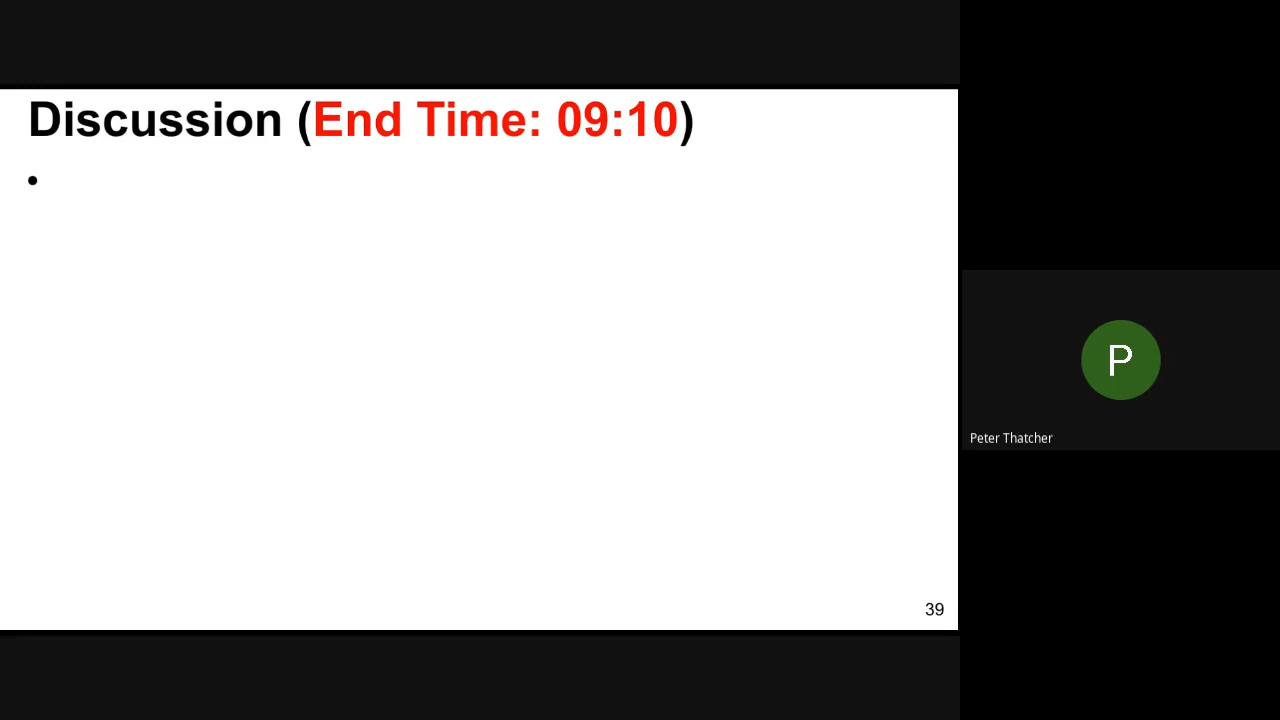 Discussion (End Time: 09:10)
•
39
P
Peter Thatcher